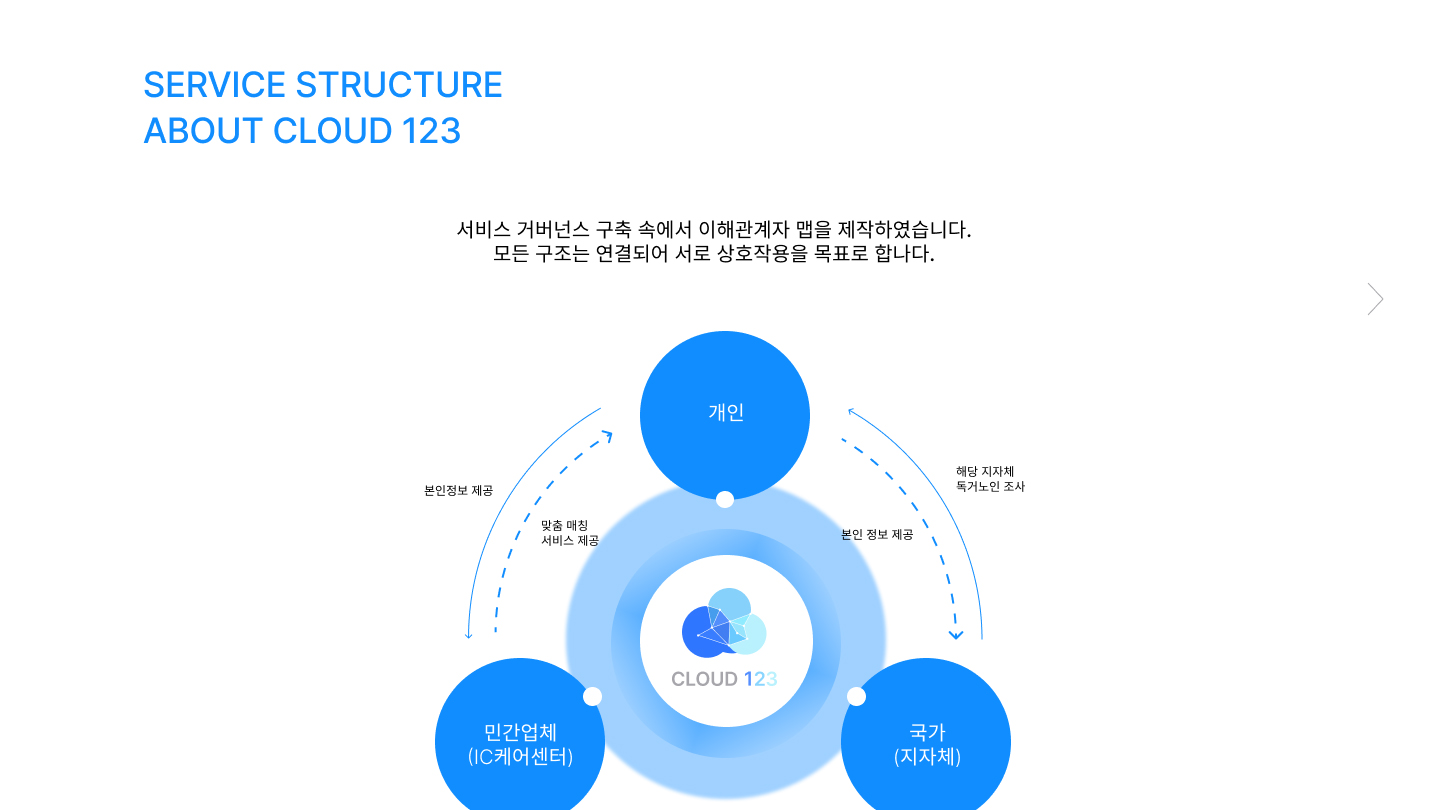 SERVICE STRUCTURE
ABOUT CLOUD 123
서비스 거버넌스 구축 속에서 이해관계자 맵을 제작하였습니다.
모든 구조는 연결되어 서로 상호작용을 목표로 합나다.
개인
해당 지자체
독거노인 조사
본인정보 제공
맞춤 매칭
서비스 제공
본인 정보 제공
CLOUD 123
민간업체
(IC케어센터)
국가
(지자체)